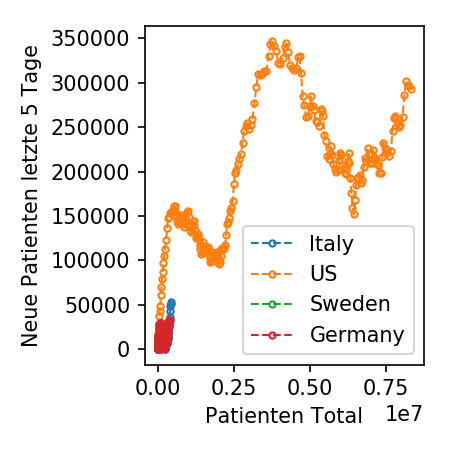 Neue Patienten letzte 5 Tage
350000
300000
250000
200000
150000
100000
50000
0
Italy
US
Sweden
Germany
0.0
0.25
0.50
0.75
1e7
Patienten Total